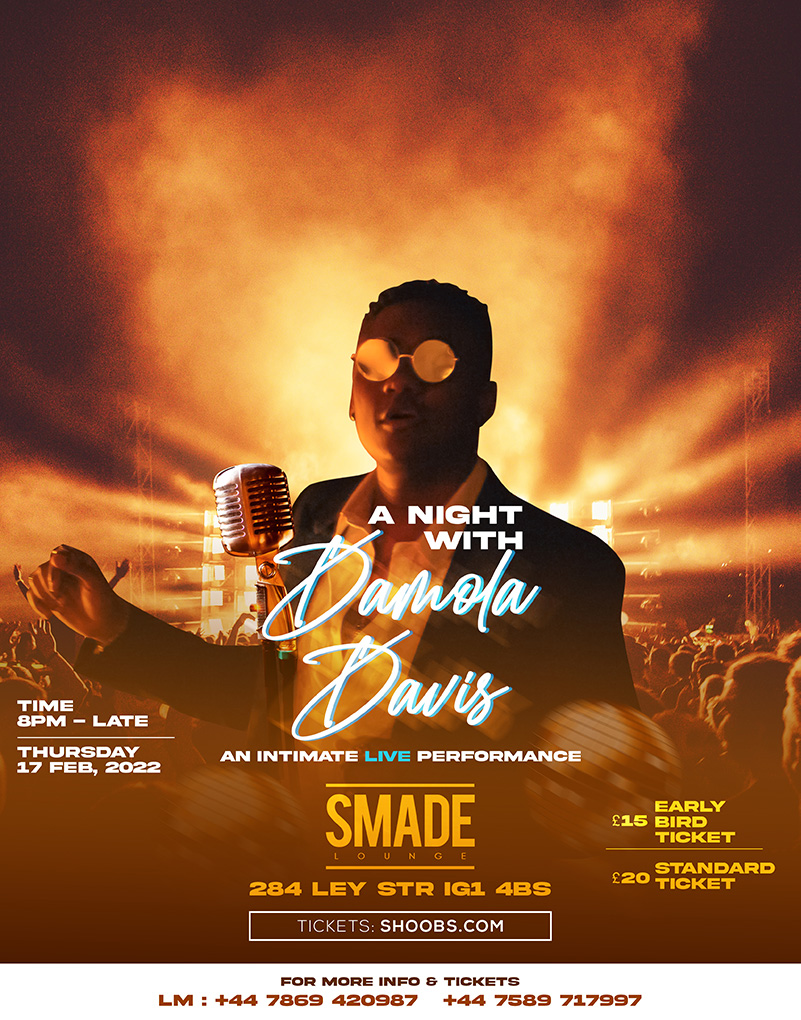 A NIGHT
WITH
Damola
Davis
TIME
8PM – LATE
THURSDAY
17 FEB, 2022
AN INTIMATE LIVE PERFORMANCE
SMADE
LOUNGE
284 LEY STR IG1 4BS
£15 EARLY
BIRD
TICKET
£20 STANDARD
TICKET
TICKETS: SHOOBS.COM
FOR MORE INFO & TICKETS
LM : +44 7869 420987 +44 7589 717997